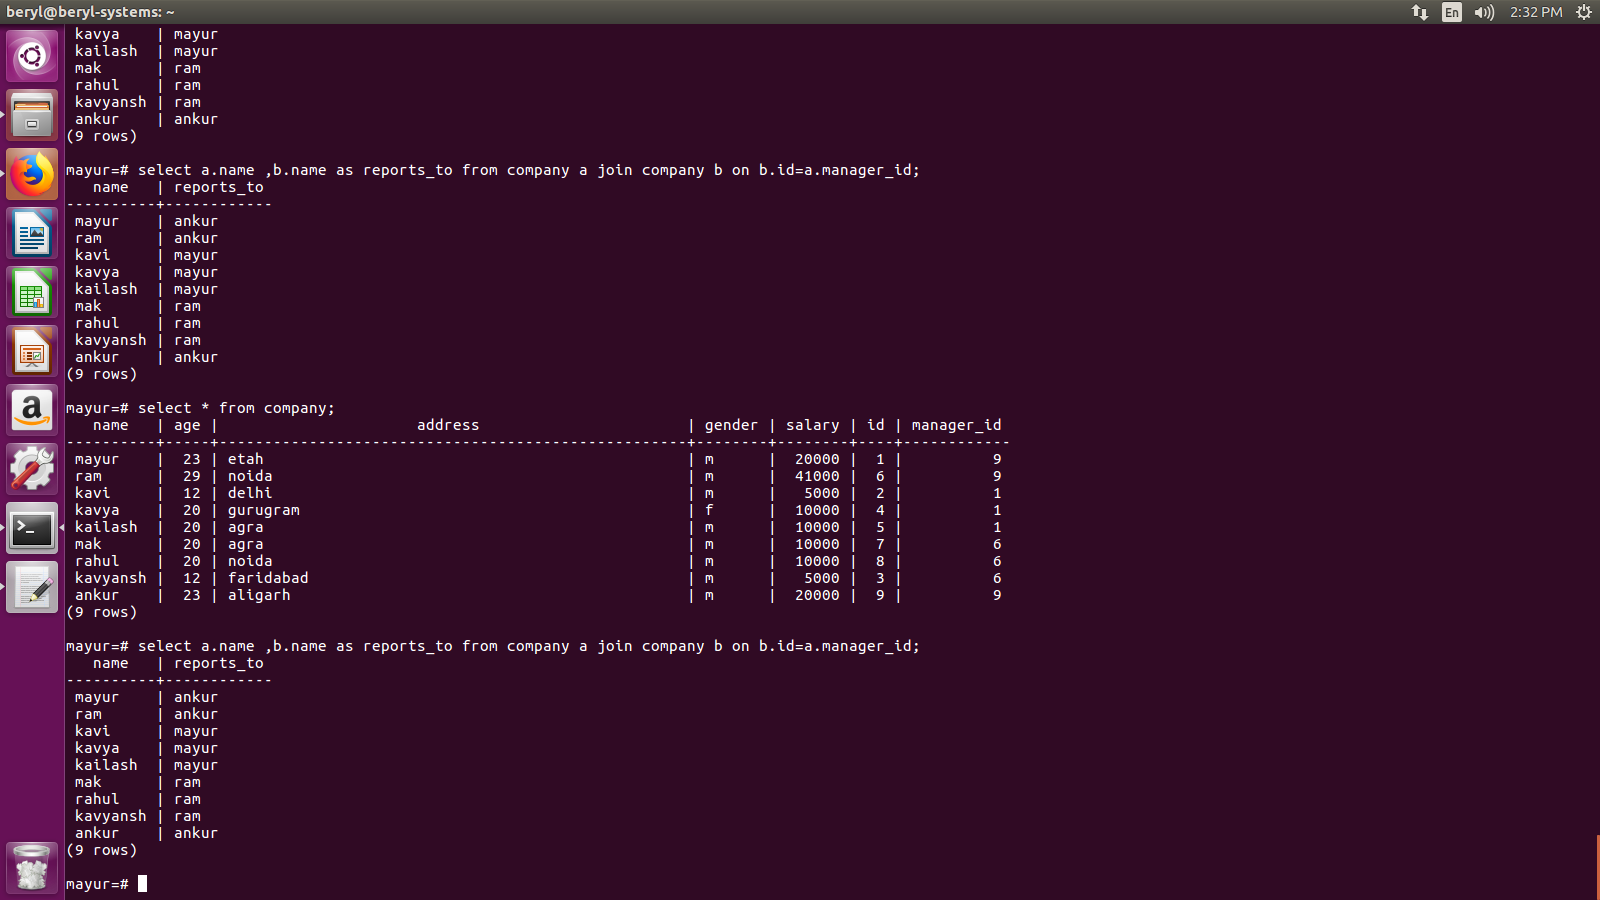 beryl@beryl-systems: ~ En 2:32 PM
 kavya    | mayur
 kailash  | mayur
 mak      | ram
 rahul    | ram
 kavyansh | ram
 ankur    | ankur
(9 rows)
mayur=# select a.name ,b.name as reports_to from company a join company b on b.id=a.manager_id;
   name   | reports_to
----------+------------
 mayur    | ankur
 ram      | ankur
 kavi     | mayur
 kavya    | mayur
 kailash  | mayur
 mak      | ram
 rahul    | ram
 kavyansh | ram
 ankur    | ankur
(9 rows)
mayur=# select * from company;
   name   | age |                      address                       | gender | salary | id | manager_id
----------+-----+----------------------------------------------------+--------+--------+----+------------
 mayur    |  23 | etah                                               | m      |  20000 |  1 |          9
 ram      |  29 | noida                                              | m      |  41000 |  6 |          9
 kavi     |  12 | delhi                                              | m      |   5000 |  2 |          1
 kavya    |  20 | gurugram                                           | f      |  10000 |  4 |          1
 kailash  |  20 | agra                                               | m      |  10000 |  5 |          1
 mak      |  20 | agra                                               | m      |  10000 |  7 |          6
 rahul    |  20 | noida                                              | m      |  10000 |  8 |          6
 kavyansh |  12 | faridabad                                          | m      |   5000 |  3 |          6
 ankur    |  23 | aligarh                                            | m      |  20000 |  9 |          9
(9 rows)
mayur=# select a.name ,b.name as reports_to from company a join company b on b.id=a.manager_id;
   name   | reports_to
----------+------------
 mayur    | ankur
 ram      | ankur
 kavi     | mayur
 kavya    | mayur
 kailash  | mayur
 mak      | ram
 rahul    | ram
 kavyansh | ram
 ankur    | ankur
(9 rows)
mayur=#